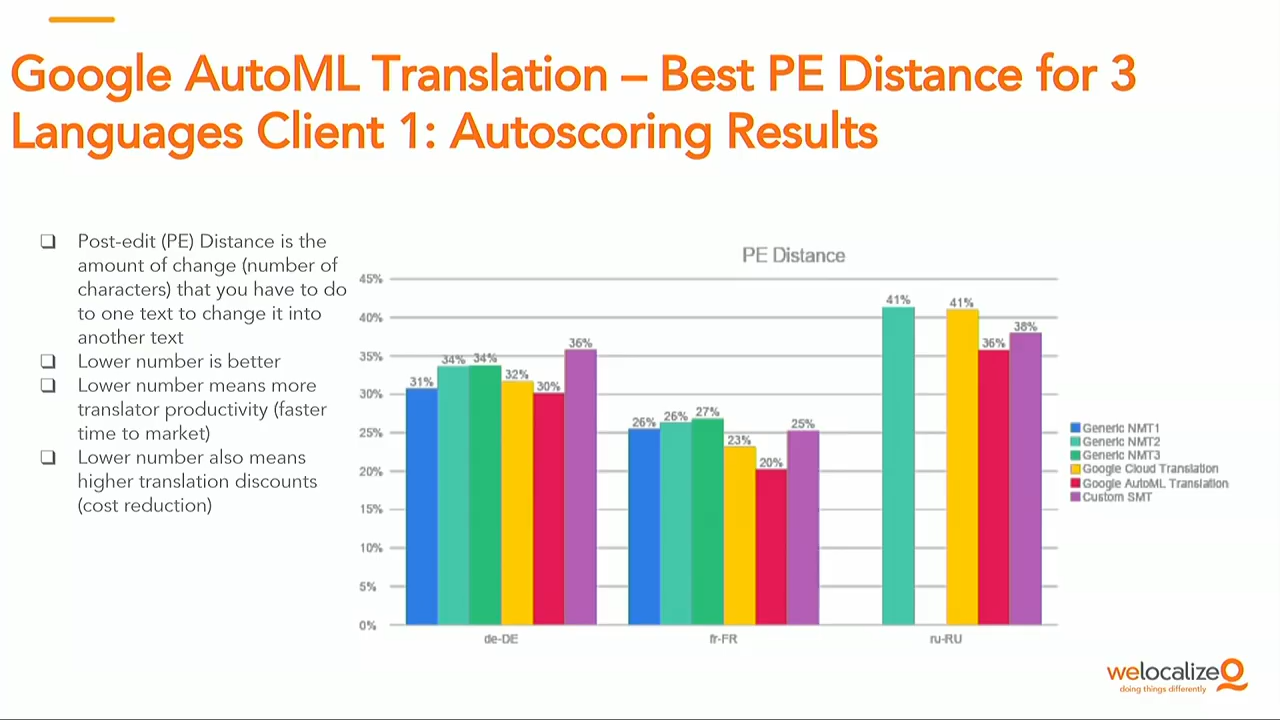 Google AutoML Translation – Best PE Distance for 3
Languages Client 1: Autoscoring Results
❑ Post-edit (PE) Distance is the
amount of change (number of
characters) that you have to do
to one text to change it into
another text
❑ Lower number is better
❑ Lower number means more
translator productivity (faster
time to market)
❑ Lower number also means
higher translation discounts
(cost reduction)
PE Distance
45%
40%
35%
30%
25%
20%
15%
10%
5%
0%
31%
34%
34%
32%
30%
36%
26%
26%
27%
23%
20%
25%
41%
41%
36%
38%
de-DE
fr-FR
ru-RU
Generic NMT1
Generic NMT2
Generic NMT3
Google Cloud Translation
Google AutoML Translation
Custom SMT
welocalize
doing things differently